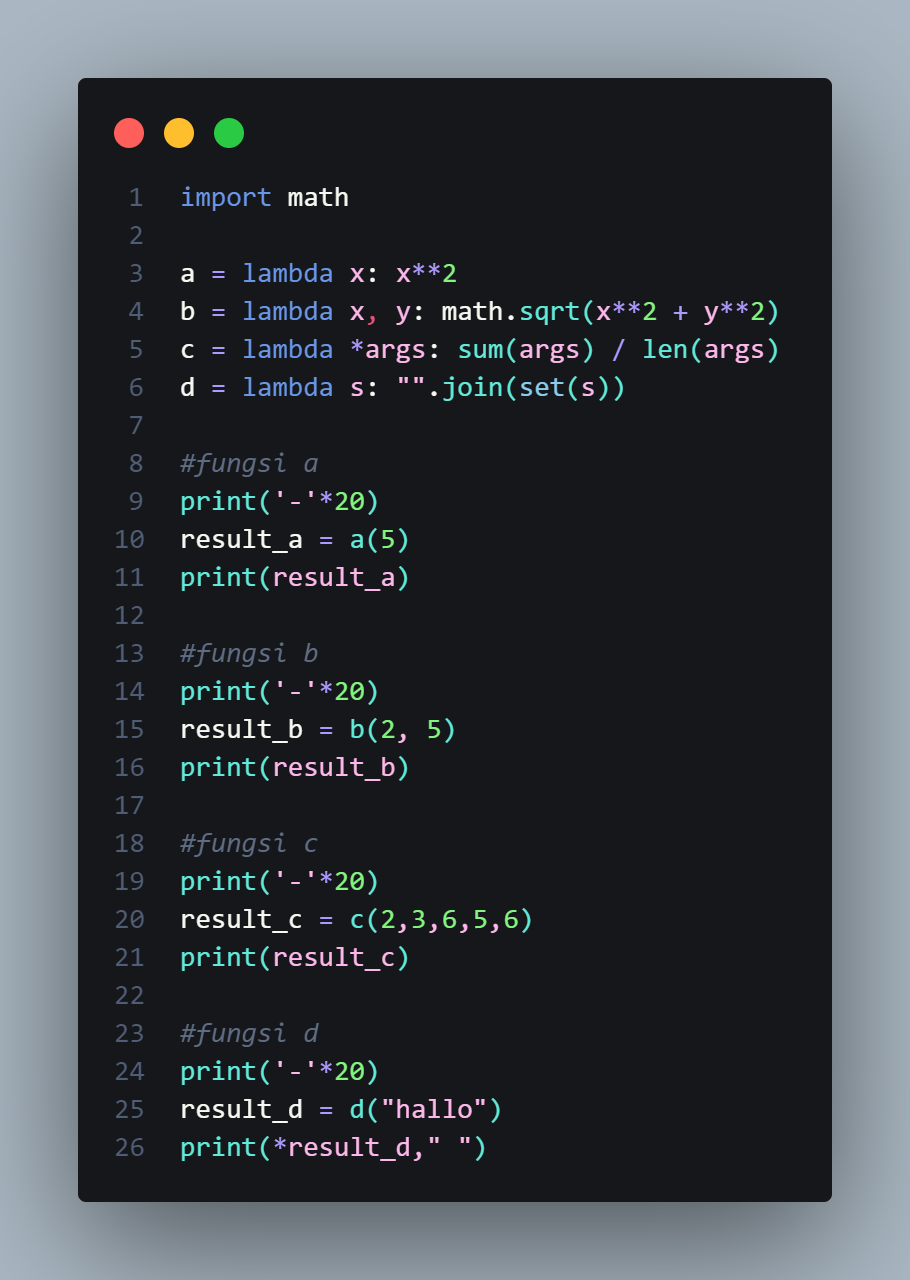 1 import math
2
3 a = lambda x: x**2
4 b = lambda x, y: math.sqrt(x**2 + y**2)
5 c = lambda *args: sum(args) / len(args)
6 d = lambda s: "".join(set(s))
7
8 #fungsi a
9 print('-'*20)
10 result_a = a(5)
11 print(result_a)
12
13 #fungsi b
14 print('-'*20)
15 result_b = b(2, 5)
16 print(result_b)
17
18 #fungsi c
19 print('-'*20)
20 result_c = c(2,3,6,5,6)
21 print(result_c)
22
23 #fungsi d
24 print('-'*20)
25 result_d = d("hallo")
26 print(*result_d," ")